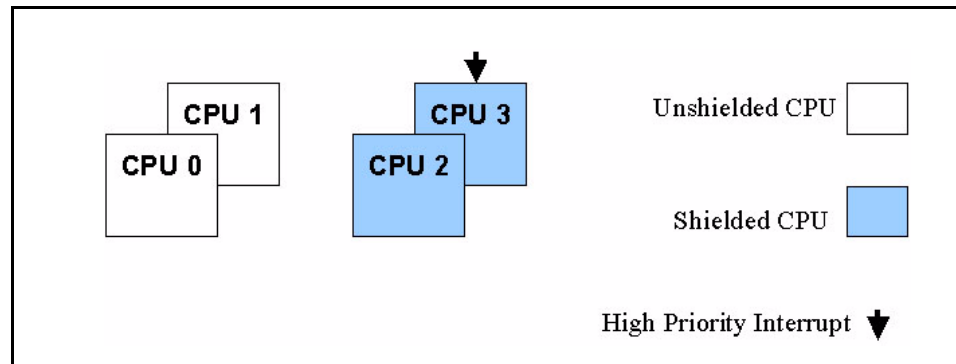 CPU 1
CPU 0
CPU 3
CPU 2
Unshielded CPU
Shielded CPU
High Priority Interrupt